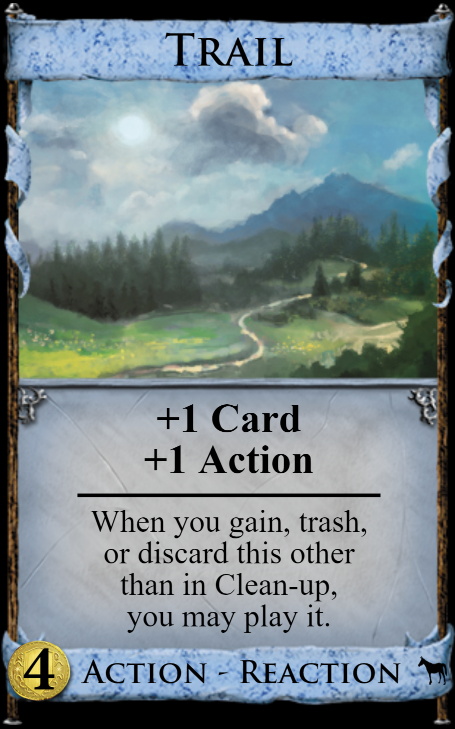 TRAIL
+1 Card
+1 Action
When you gain, trash,
or discard this other
than in Clean-up,
you may play it.
4 ACTION - REACTION